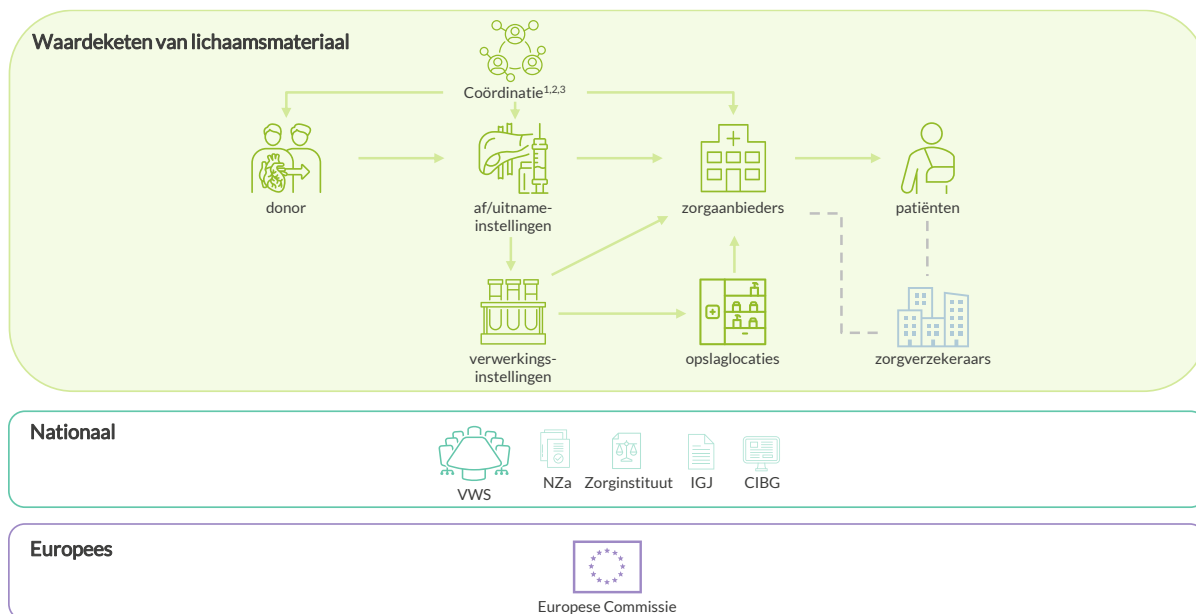 Waardeketen van lichaamsmateriaal
Coördinatie1,2,3
donor
af/uitname-
instellingen
zorgaanbieders
patiënten
verwerkings-
instellingen
opslaglocaties
zorgverzekeraars
Nationaal
VWS
NZa
Zorginstituut
IGJ
CIBG
Europees
Europese Commissie